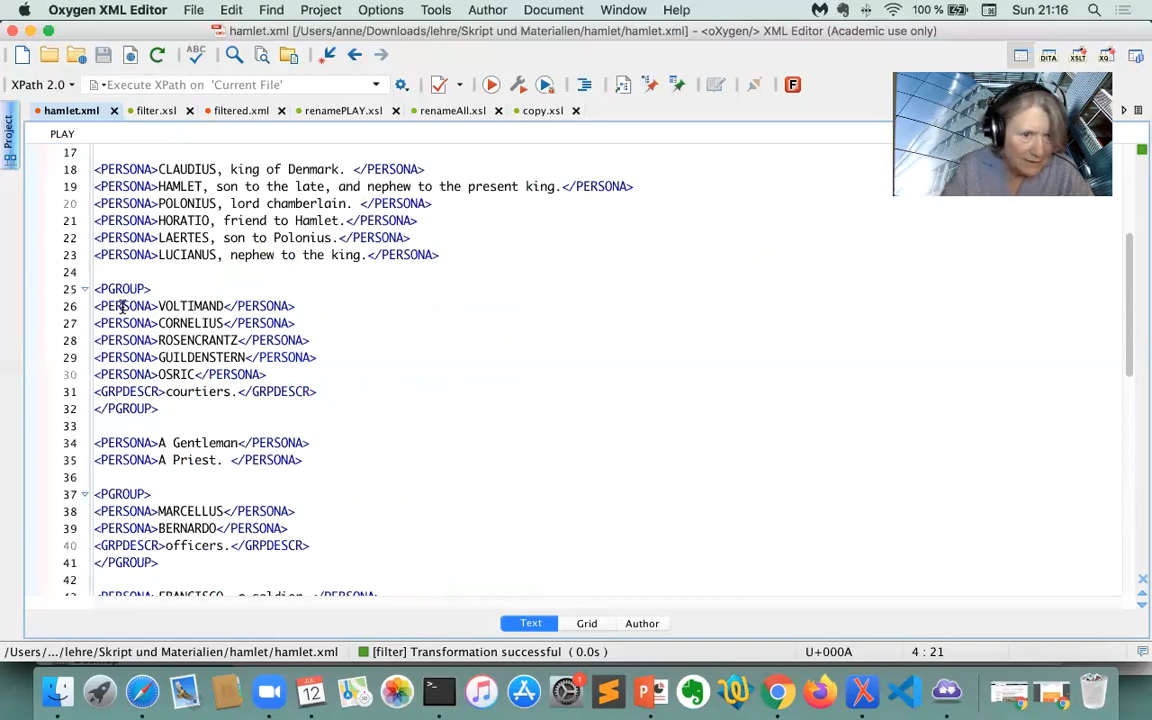 Oxygen XML Editor File Edit Find Project Options Tools Author Document Window Help 100 % Sun 21:16
hamlet.xml [/Users/anne/Downloads/lehre/Skript und Materialien/hamlet/hamlet.xml] - <oXygen/> XML Editor (Academic use only)
XPath 2.0 Execute XPath on 'Current File'
hamlet.xml filter.xsl filtered.xml renamePLAY.xsl renameAll.xsl copy.xsl
Project
PLAY
17
18 <PERSONA>CLAUDIUS, king of Denmark. </PERSONA>
19 <PERSONA>HAMLET, son to the late, and nephew to the present king.</PERSONA>
20 <PERSONA>POLONIUS, lord chamberlain. </PERSONA>
21 <PERSONA>HORATIO, friend to Hamlet.</PERSONA>
22 <PERSONA>LAERTES, son to Polonius.</PERSONA>
23 <PERSONA>LUCIANUS, nephew to the king.</PERSONA>
24
25 <PGROUP>
26 <PERSONA>VOLTIMAND</PERSONA>
27 <PERSONA>CORNELIUS</PERSONA>
28 <PERSONA>ROSENCRANTZ</PERSONA>
29 <PERSONA>GUILDENSTERN</PERSONA>
30 <PERSONA>OSRIC</PERSONA>
31 <GRPDESCR>courtiers.</GRPDESCR>
32 </PGROUP>
33
34 <PERSONA>A Gentleman</PERSONA>
35 <PERSONA>A Priest. </PERSONA>
36
37 <PGROUP>
38 <PERSONA>MARCELLUS</PERSONA>
39 <PERSONA>BERNARDO</PERSONA>
40 <GRPDESCR>officers.</GRPDESCR>
41 </PGROUP>
42
<PERSONA>FRANCISCO, a soldier.</PERSONA>
Text Grid Author
/Users/.../lehre/Skript und Materialien/hamlet/hamlet.xml [filter] Transformation successful (0.0s) U+000A 4 : 21